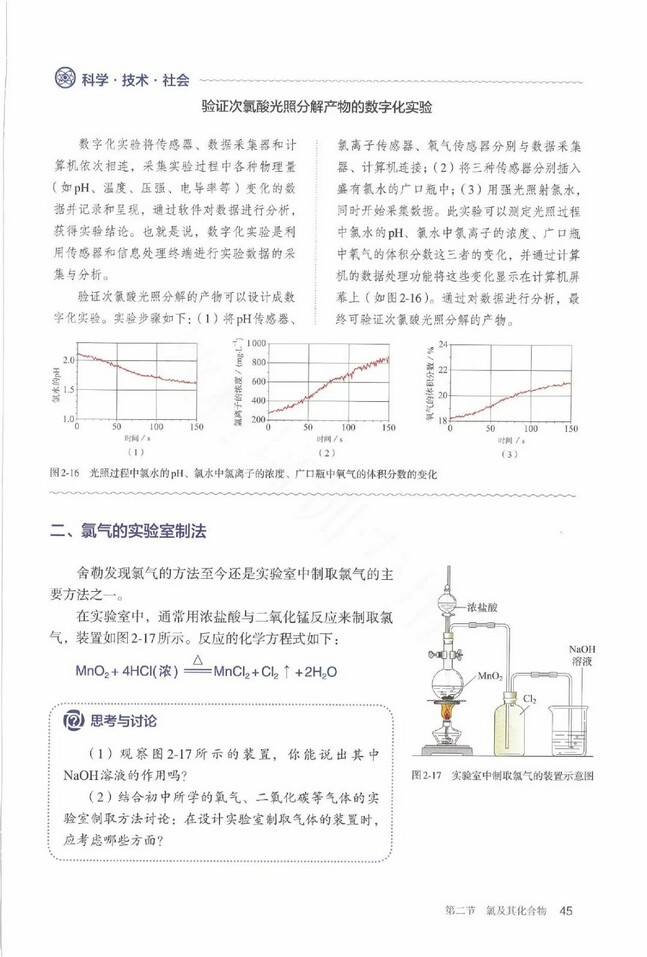 科学·技术·社会
验证次氯酸光照分解产物的数字化实验
数字化实验将传感器、数据采集器和计
算机依次相连，采集实验过程中各种物理量
（如pH、温度、压强、电导率等）变化的数
据并记录和呈现，通过软件对数据进行分析，
获得实验结论。也就是说，数字化实验是利
用传感器和信息处理终端进行实验数据的采
集与分析。
验证次氯酸光照分解的产物可以设计成数
字化实验。实验步骤如下：（1）将pH传感器、
氯离子传感器、氧气传感器分别与数据采集
器、计算机连接；（2）将三种传感器分别插入
盛有氯水的广口瓶中；（3）用强光照射氯水，
同时开始采集数据。此实验可以测定光照过程
中氯水的pH、氯水中氯离子的浓度、广口瓶
中氧气的体积分数这三者的变化，并通过计算
机的数据处理功能将这些变化显示在计算机屏
幕上（如图2-16）。通过对数据进行分析，最
终可验证次氯酸光照分解的产物。
氯水的pH
2.0
1.5
1.0
0 50 100 150
时间/s
（1）
氯离子的浓度/(mg·L⁻¹)
1 000
800
600
400
200
0 50 100 150
时间/s
（2）
氧气的体积分数/%
24
22
20
18
0 50 100 150
时间/s
（3）
图2-16 光照过程中氯水的pH、氯水中氯离子的浓度、广口瓶中氧气的体积分数的变化
二、氯气的实验室制法
舍勒发现氯气的方法至今还是实验室中制取氯气的主
要方法之一。
在实验室中，通常用浓盐酸与二氧化锰反应来制取氯
气，装置如图2-17所示。反应的化学方程式如下：
△
MnO₂+4HCl(浓)══MnCl₂+Cl₂↑+2H₂O
思考与讨论
（1）观察图2-17所示的装置，你能说出其中
NaOH溶液的作用吗？
（2）结合初中所学的氧气、二氧化碳等气体的实
验室制取方法讨论：在设计实验室制取气体的装置时，
应考虑哪些方面？
浓盐酸
MnO₂
Cl₂
NaOH
溶液
图2-17 实验室中制取氯气的装置示意图
第二节 氯及其化合物 45